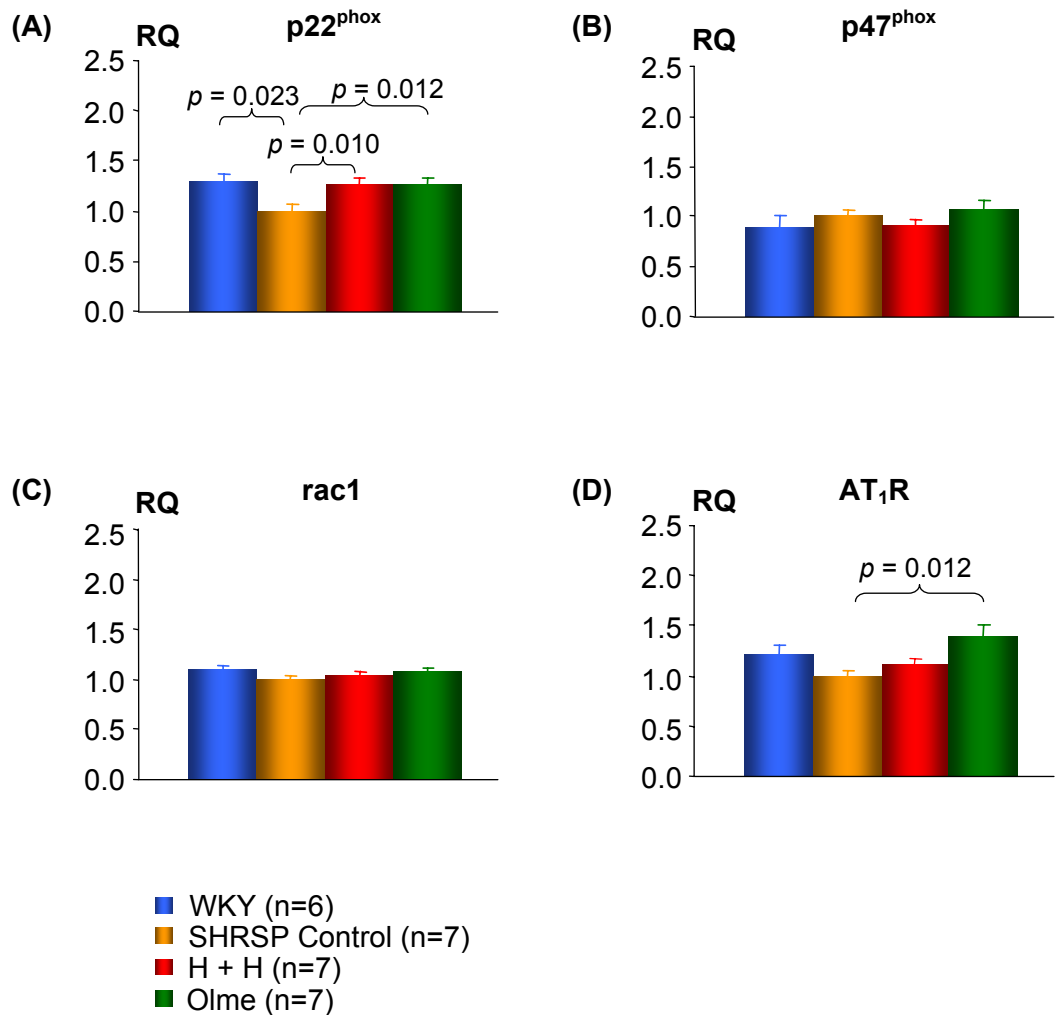 (A)
p22phox
RQ
2.5
2.0
1.5
1.0
0.5
0.0
p = 0.023
p = 0.012
p = 0.010
(B)
p47phox
RQ
2.5
2.0
1.5
1.0
0.5
0.0
(C)
rac1
RQ
2.5
2.0
1.5
1.0
0.5
0.0
(D)
AT₁R
RQ
2.5
2.0
1.5
1.0
0.5
0.0
p = 0.012
WKY (n=6)
SHRSP Control (n=7)
H + H (n=7)
Olme (n=7)